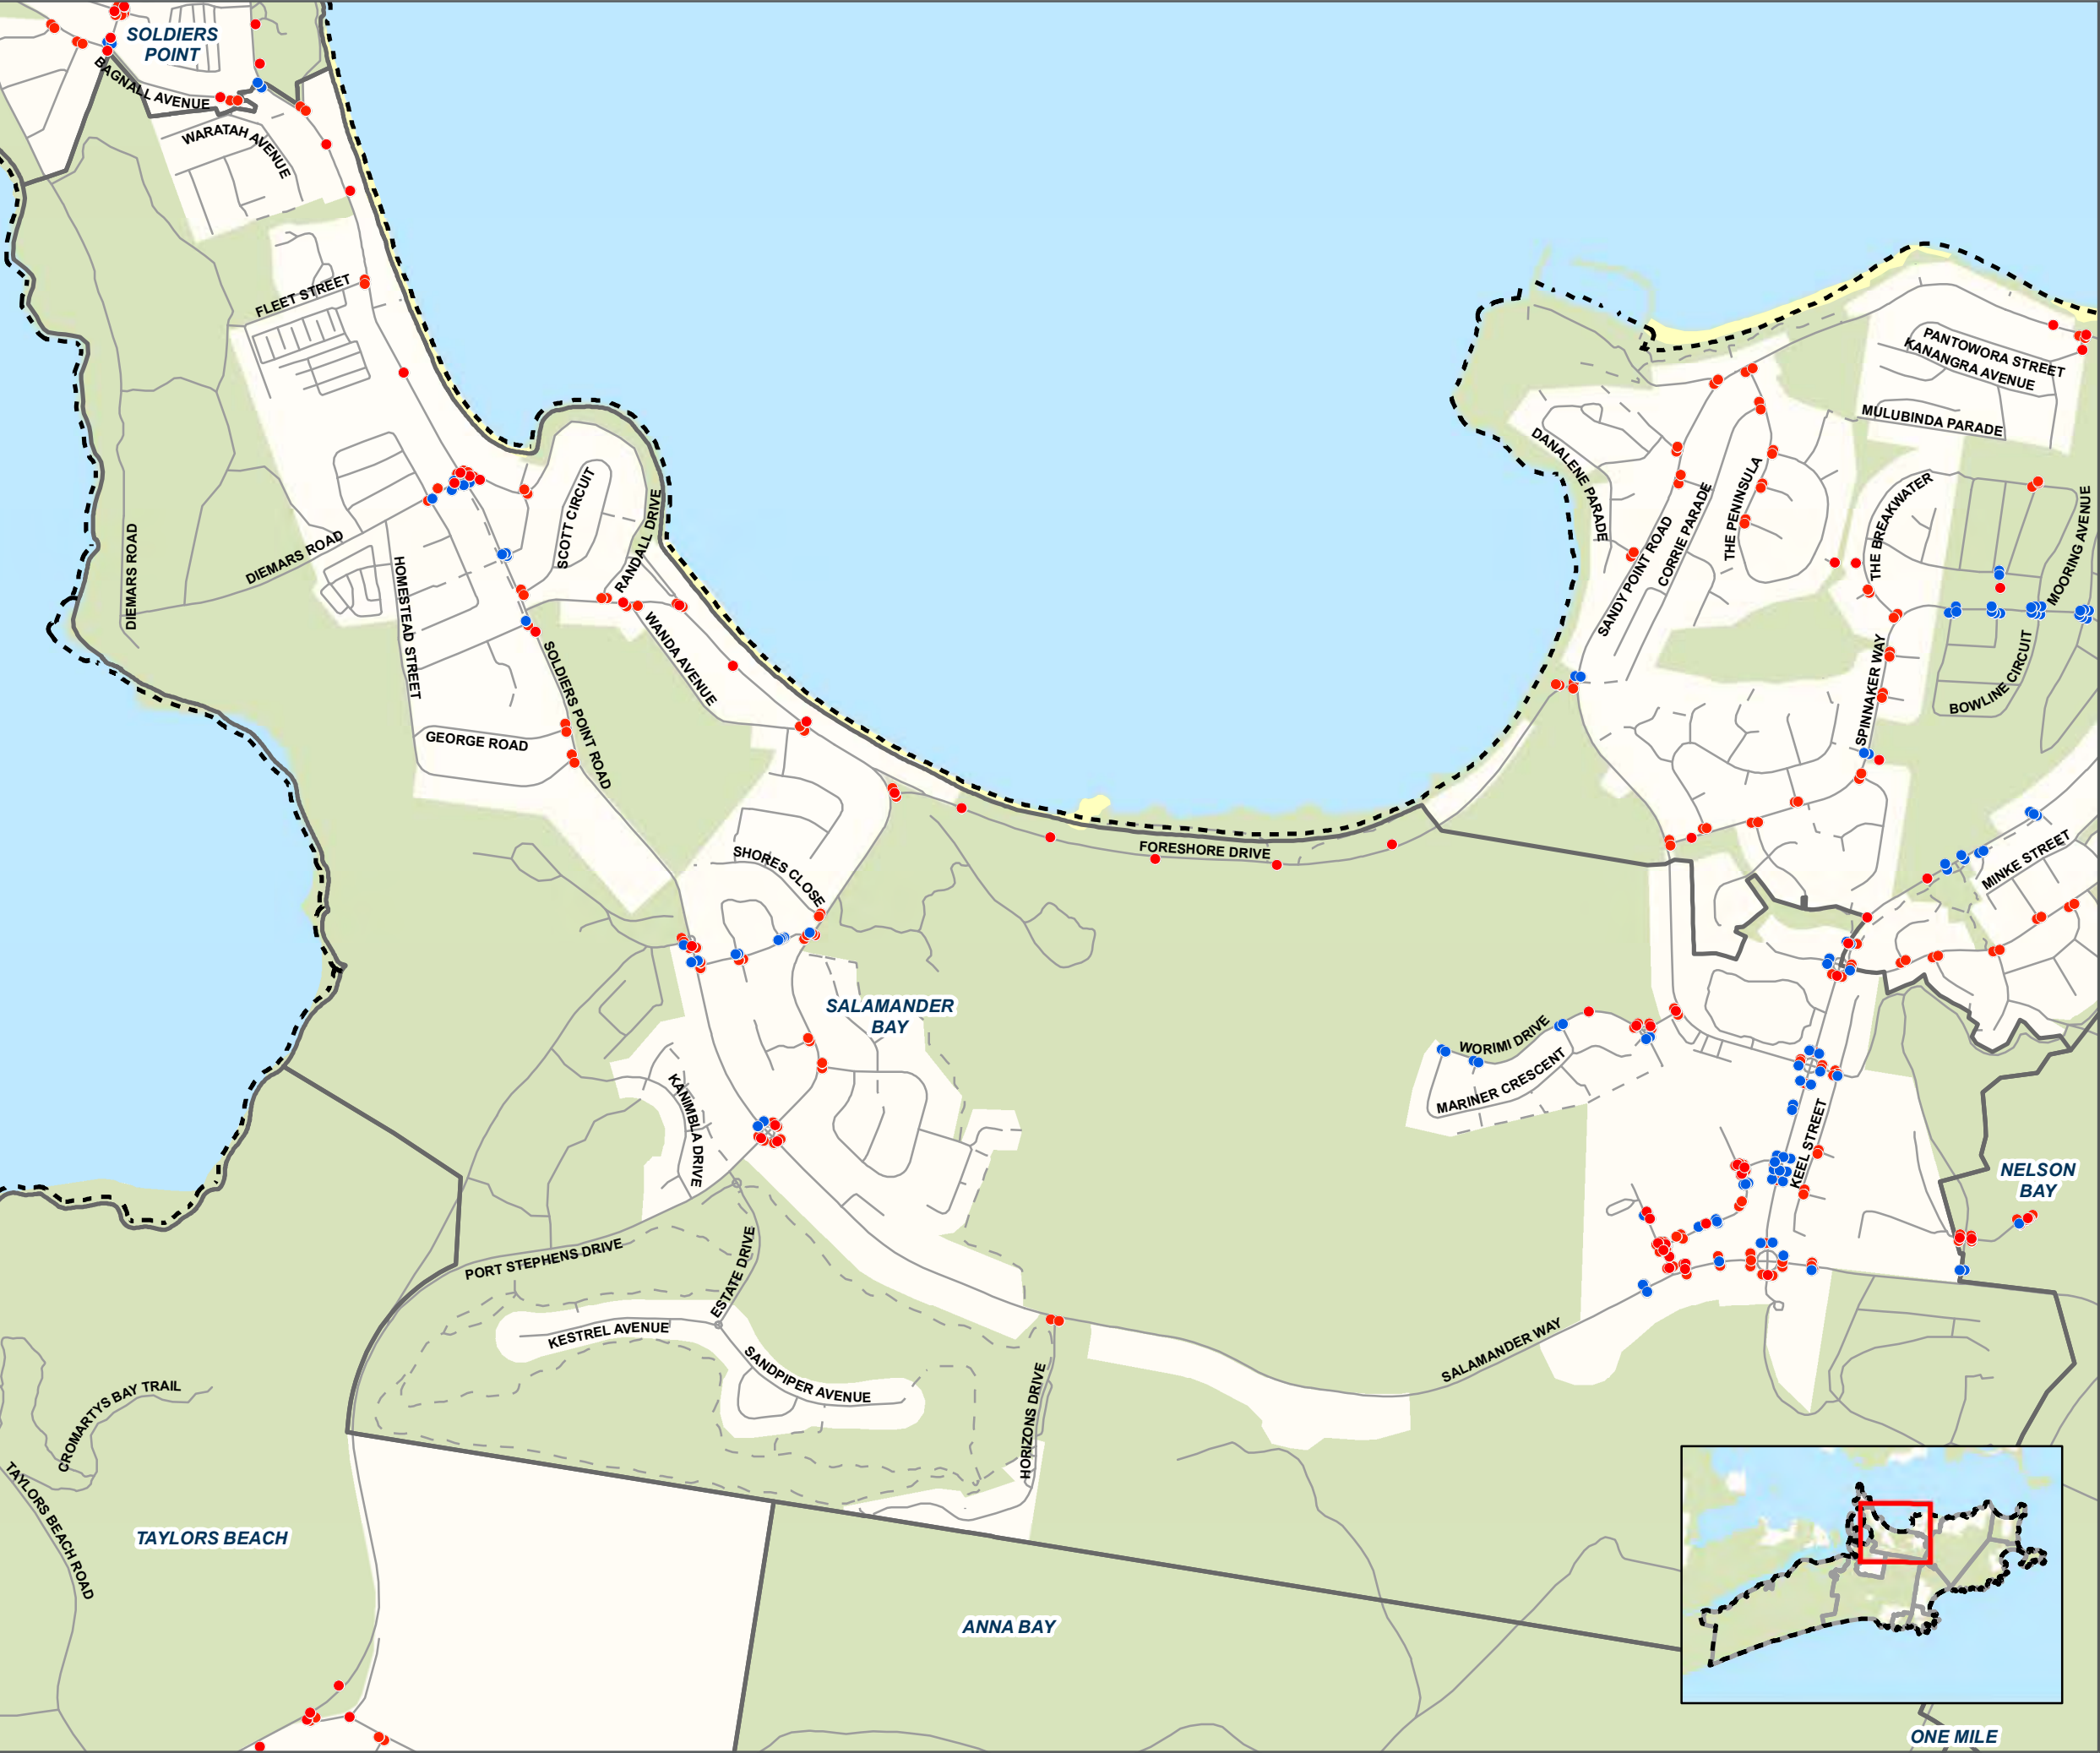 SOLDIERS
POINT
BAGNALL AVENUE
WARATAH AVENUE
FLEET STREET
PANTOWORA STREET
KANANGRA AVENUE
MULUBINDA PARADE
DANALENE PARADE
SCOTT CIRCUIT
RANDALL DRIVE
THE PENINSULA
THE BREAKWATER
CORRIE PARADE
SANDY POINT ROAD
MOORING AVENUE
DIEMARS ROAD
DIEMARS ROAD
HOMESTEAD STREET
WANDA AVENUE
SOLDIERS POINT ROAD
SPINNAKER WAY
BOWLINE CIRCUIT
GEORGE ROAD
SHORES CLOSE
FORESHORE DRIVE
MINKE STREET
SALAMANDER
BAY
WORIMI DRIVE
MARINER CRESCENT
KANIMBLA DRIVE
KEEL STREET
NELSON
BAY
PORT STEPHENS DRIVE
ESTATE DRIVE
KESTREL AVENUE
SANDPIPER AVENUE
SALAMANDER WAY
HORIZONS DRIVE
CROMARTYS BAY TRAIL
TAYLORS BEACH ROAD
TAYLORS BEACH
ANNA BAY
ONE MILE